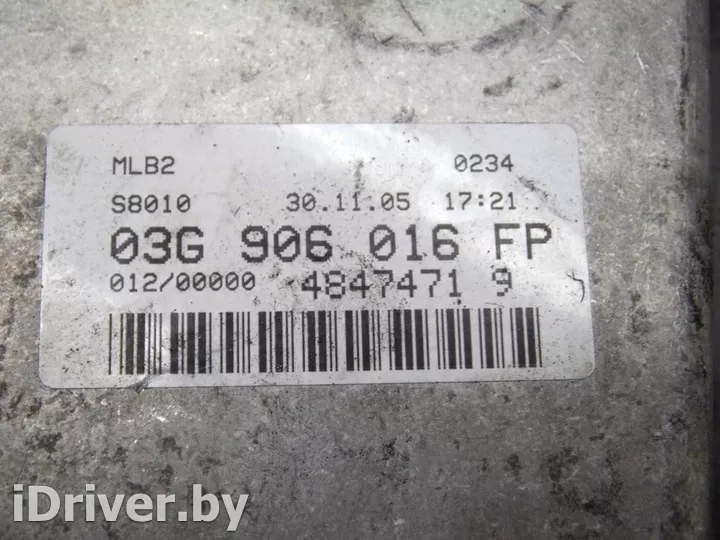 MLB2 0234
S8010 30.11.05 17:21
03G 906 016 FP
012/00000 4847471 9
iDriver.by